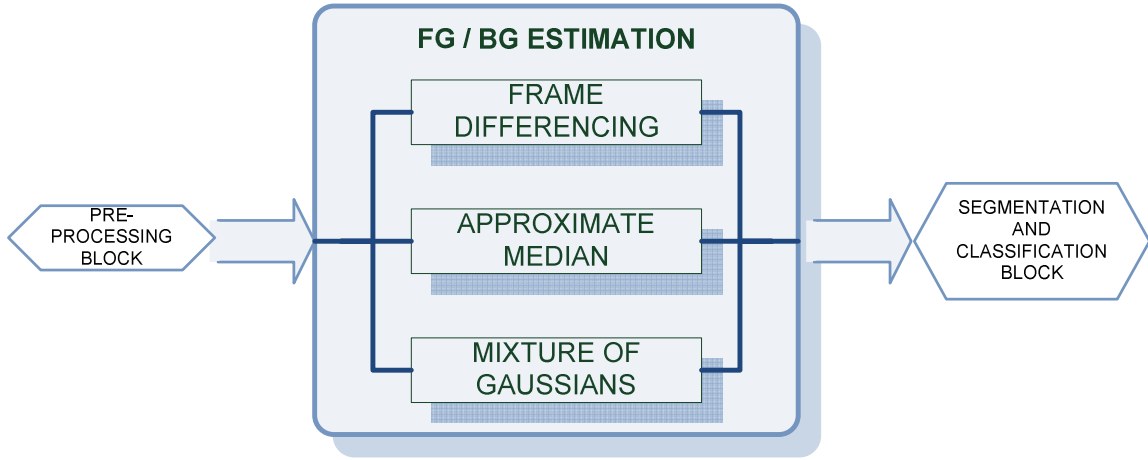 FG / BG ESTIMATION
FRAME
DIFFERENCING
PRE-
PROCESSING
BLOCK
APPROXIMATE
MEDIAN
SEGMENTATION
AND
CLASSIFICATION
BLOCK
MIXTURE OF
GAUSSIANS